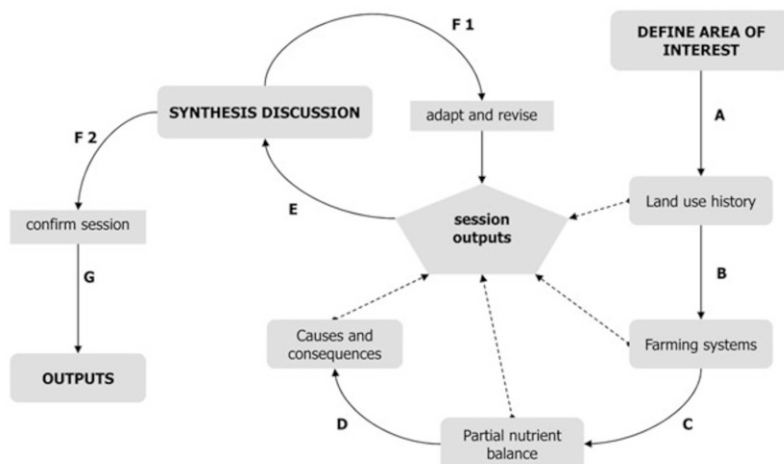 F 1
DEFINE AREA OF
INTEREST
SYNTHESIS DISCUSSION
adapt and revise
A
F 2
Land use history
E
session
outputs
confirm session
B
G
Causes and
consequences
Farming systems
OUTPUTS
D
C
Partial nutrient
balance